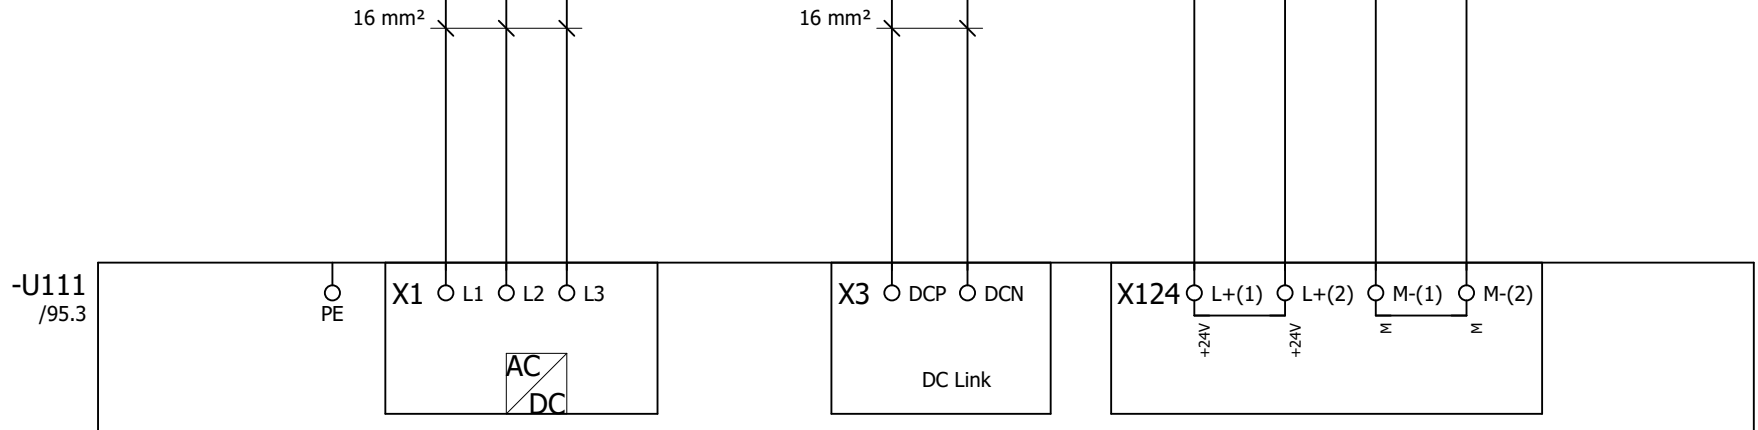 16 mm²
16 mm²
-U111
/95.3
PE
X1 L1 L2 L3
X3 DCP DCN
X124 L+(1) L+(2) M-(1) M-(2)
+24V +24V M M
AC
DC
DC Link